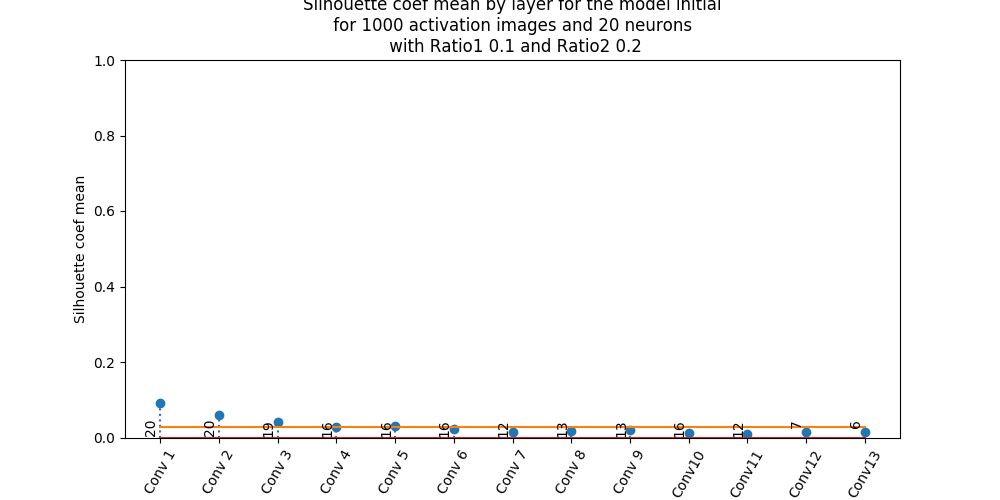 Silhouette coef mean by layer for the model initial
for 1000 activation images and 20 neurons
with Ratio1 0.1 and Ratio2 0.2
1.0
0.8
0.6
0.4
0.2
0.0
Silhouette coef mean
20
20
19
16
16
16
12
13
13
16
12
7
6
Conv 1
Conv 2
Conv 3
Conv 4
Conv 5
Conv 6
Conv 7
Conv 8
Conv 9
Conv10
Conv11
Conv12
Conv13